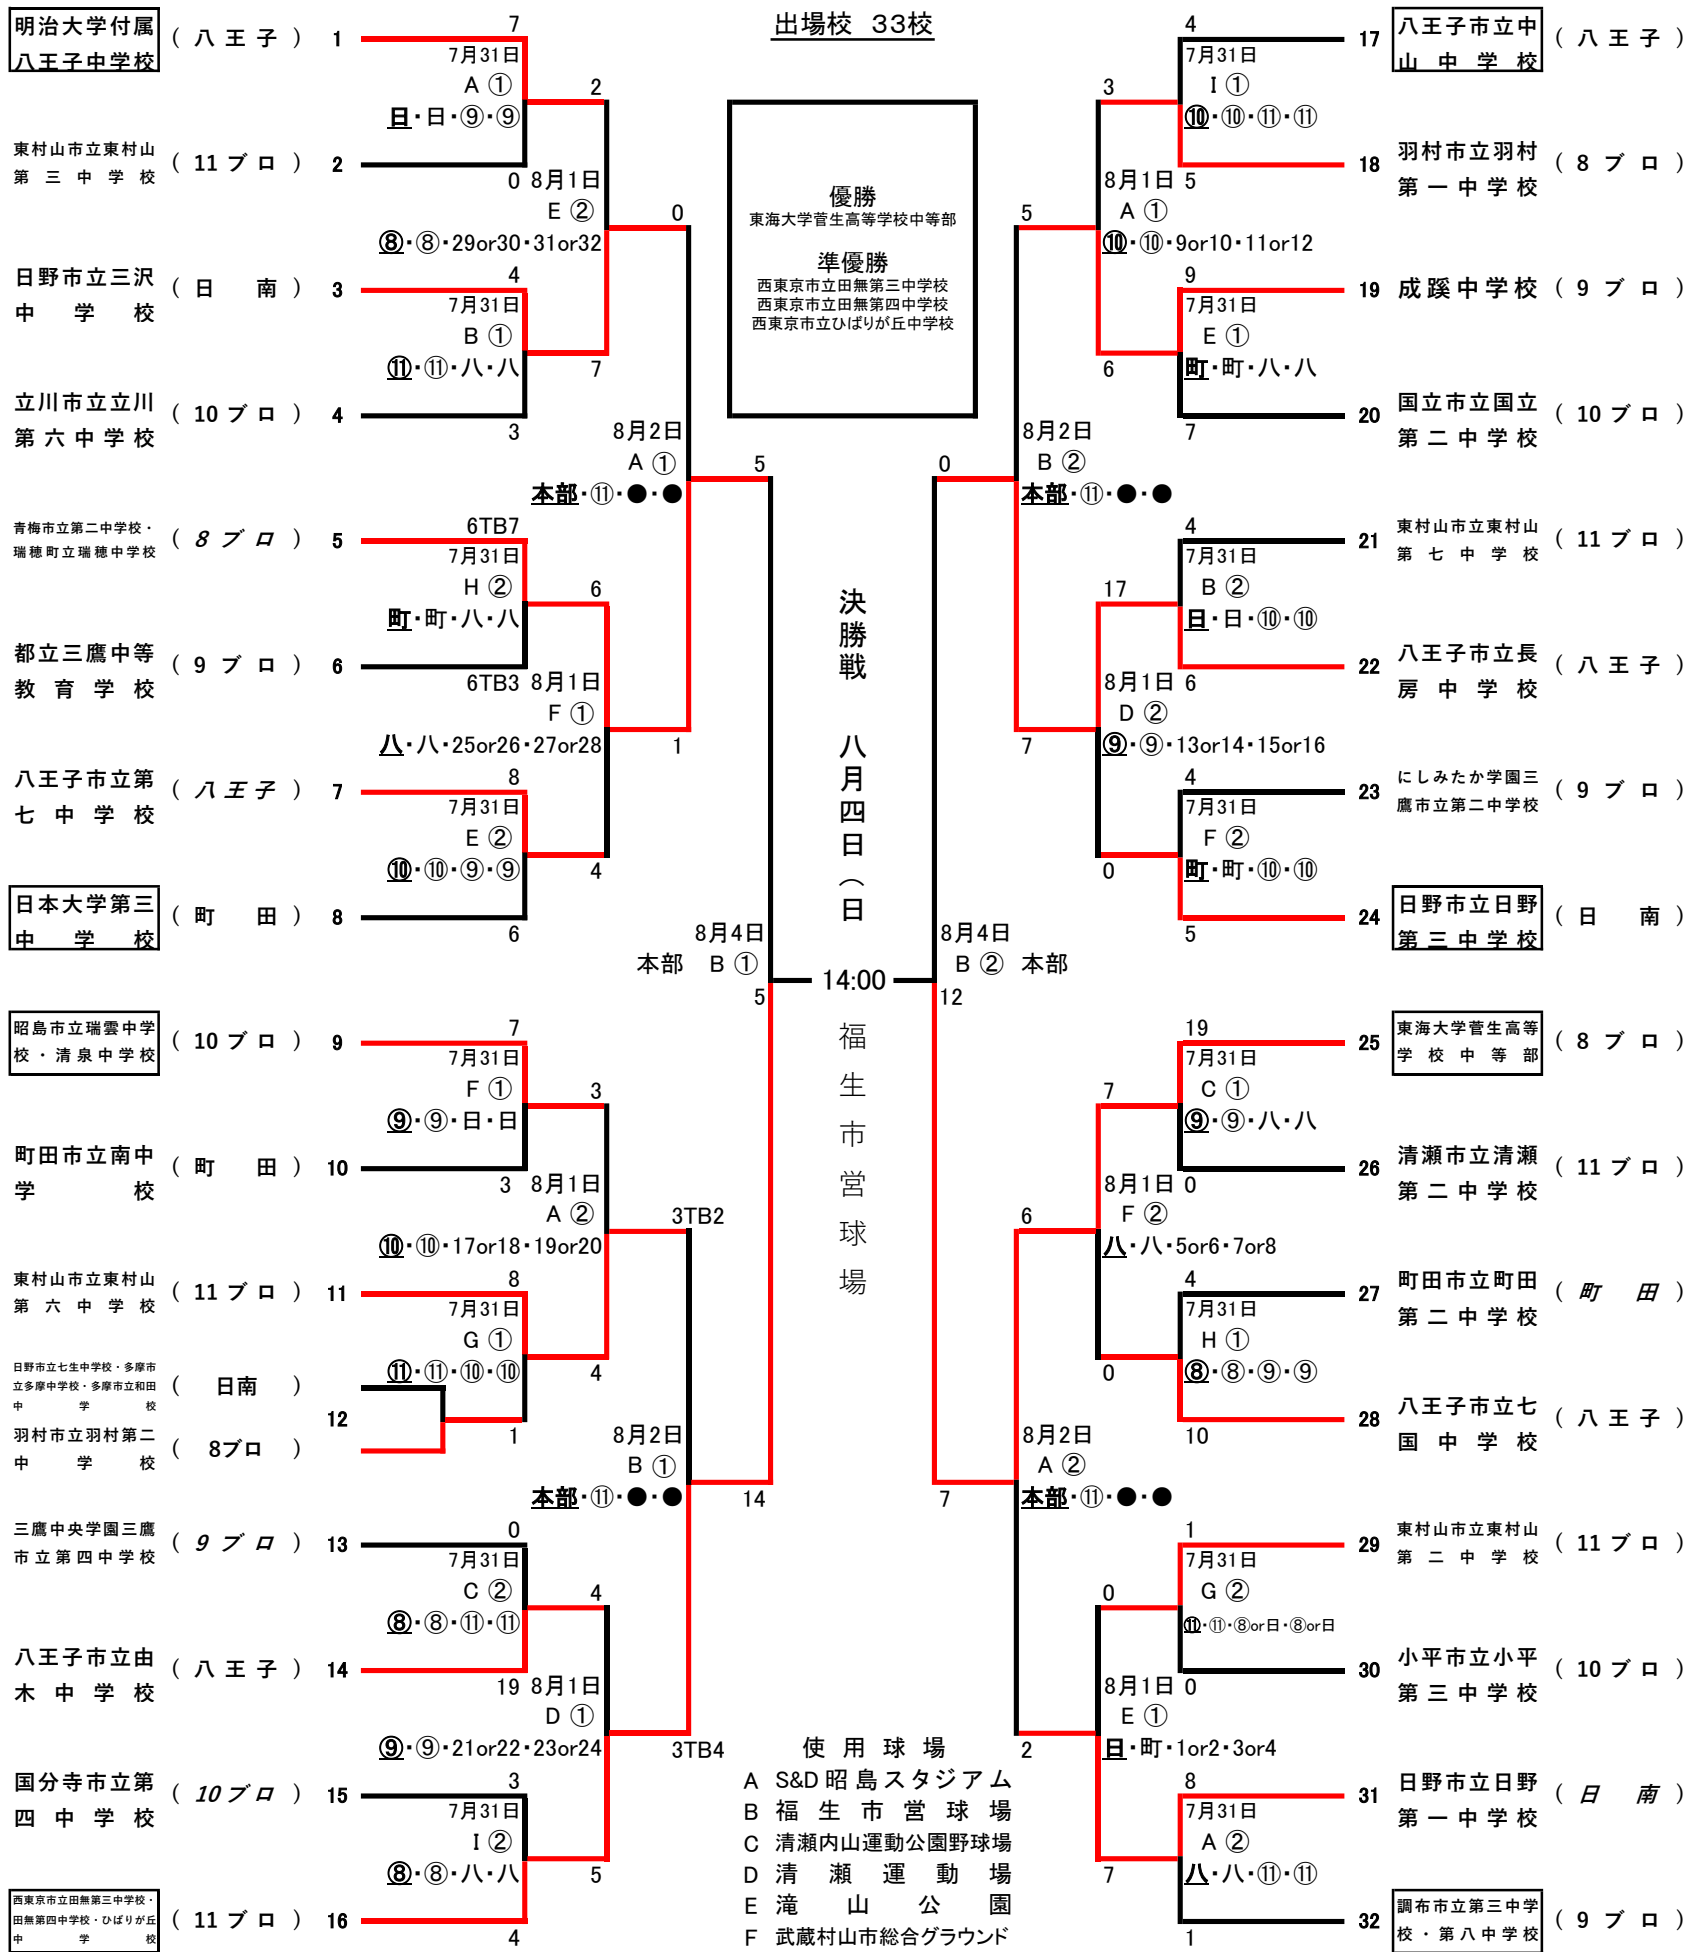 出場校 33校
明治大学付属
八王子中学校
( 八王子 ) 1
7
7月31日
A ①
日・日・⑨・⑨
東村山市立東村山
第三中学校
( 11ブロ ) 2
0
2
8月1日
E ②
⑧・⑧・29or30・31or32
日野市立三沢
中学校
( 日南 ) 3
4
7月31日
B ①
⑪・⑪・八・八
立川市立立川
第六中学校
( 10ブロ ) 4
3
7
0
8月2日
A ①
本部・⑪・●・●
青梅市立第二中学校・
瑞穂町立瑞穂中学校
( 8ブロ ) 5
6TB7
7月31日
H ②
町・町・八・八
都立三鷹中等
教育学校
( 9ブロ ) 6
6TB3
6
8月1日
F ①
八・八・25or26・27or28
八王子市立第
七中学校
( 八王子 ) 7
8
7月31日
E ②
⑩・⑩・⑨・⑨
日本大学第三
中学校
( 町田 ) 8
6
4
1
5
8月4日
本部 B ①
昭島市立瑞雲中学
校・清泉中学校
( 10ブロ ) 9
7
7月31日
F ①
⑨・⑨・日・日
町田市立南中
学校
( 町田 ) 10
3
3
8月1日
A ②
⑩・⑩・17or18・19or20
東村山市立東村山
第六中学校
( 11ブロ ) 11
8
7月31日
G ①
⑪・⑪・⑩・⑩
日野市立七生中学校・多摩市
立多摩中学校・多摩市立和田
中学校
( 日南 )
12
羽村市立羽村第二
中学校
( 8ブロ )
1
4
3TB2
8月2日
B ①
本部・⑪・●・●
三鷹中央学園三鷹
市立第四中学校
( 9ブロ ) 13
0
7月31日
C ②
⑧・⑧・⑪・⑪
八王子市立由
木中学校
( 八王子 ) 14
19
4
8月1日
D ①
⑨・⑨・21or22・23or24
国分寺市立第
四中学校
( 10ブロ ) 15
3
7月31日
I ②
⑧・⑧・八・八
西東京市立田無第三中学校・
田無第四中学校・ひばりが丘
中学校
( 11ブロ ) 16
4
5
3TB4
14
5
優勝
東海大学菅生高等学校中等部
準優勝
西東京市立田無第三中学校
西東京市立田無第四中学校
西東京市立ひばりが丘中学校
決勝戦 八月四日(日
14:00
福生市営球場
4
17 八王子市立中
山中学校
( 八王子 )
7月31日
I ①
⑩・⑩・⑪・⑪
18 羽村市立羽村
第一中学校
( 8ブロ )
5
3
8月1日
A ①
⑩・⑩・9or10・11or12
9
19 成蹊中学校 ( 9ブロ )
7月31日
E ①
町・町・八・八
20 国立市立国立
第二中学校
( 10ブロ )
7
6
5
8月2日
B ②
本部・⑪・●・●
4
21 東村山市立東村山
第七中学校
( 11ブロ )
7月31日
B ②
日・日・⑩・⑩
22 八王子市立長
房中学校
( 八王子 )
6
17
8月1日
D ②
⑨・⑨・13or14・15or16
4
23 にしみたか学園三
鷹市立第二中学校
( 9ブロ )
7月31日
F ②
町・町・⑩・⑩
24 日野市立日野
第三中学校
( 日南 )
5
0
7
0
8月4日
B ② 本部
12
19
25 東海大学菅生高等
学校中等部
( 8ブロ )
7月31日
C ①
⑨・⑨・八・八
26 清瀬市立清瀬
第二中学校
( 11ブロ )
0
7
8月1日
F ②
八・八・5or6・7or8
4
27 町田市立町田
第二中学校
( 町田 )
7月31日
H ①
⑧・⑧・⑨・⑨
28 八王子市立七
国中学校
( 八王子 )
10
0
6
8月2日
A ②
本部・⑪・●・●
7
1
29 東村山市立東村山
第二中学校
( 11ブロ )
7月31日
G ②
⑪・⑪・⑧or日・⑧or日
30 小平市立小平
第三中学校
( 10ブロ )
0
0
8月1日
E ①
日・町・1or2・3or4
8
31 日野市立日野
第一中学校
( 日南 )
7月31日
A ②
八・八・⑪・⑪
32 調布市立第三中学
校・第八中学校
( 9ブロ )
1
7
2
使用球場
A S&D昭島スタジアム
B 福生市営球場
C 清瀬内山運動公園野球場
D 清瀬運動場
E 滝山公園
F 武蔵村山市総合グラウンド